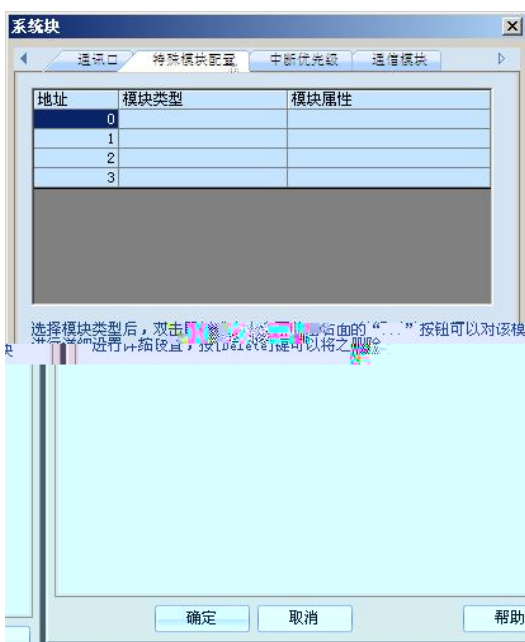 系统块
通讯口 特殊模块配置 中断优先级 通信模块
地址 模块类型 模块属性
0
1
2
3
选择模块类型后，双击 面的“...”按钮可以对该模
进行详细设置，按[Delete]键可以将之删除
块
确定 取消 帮助